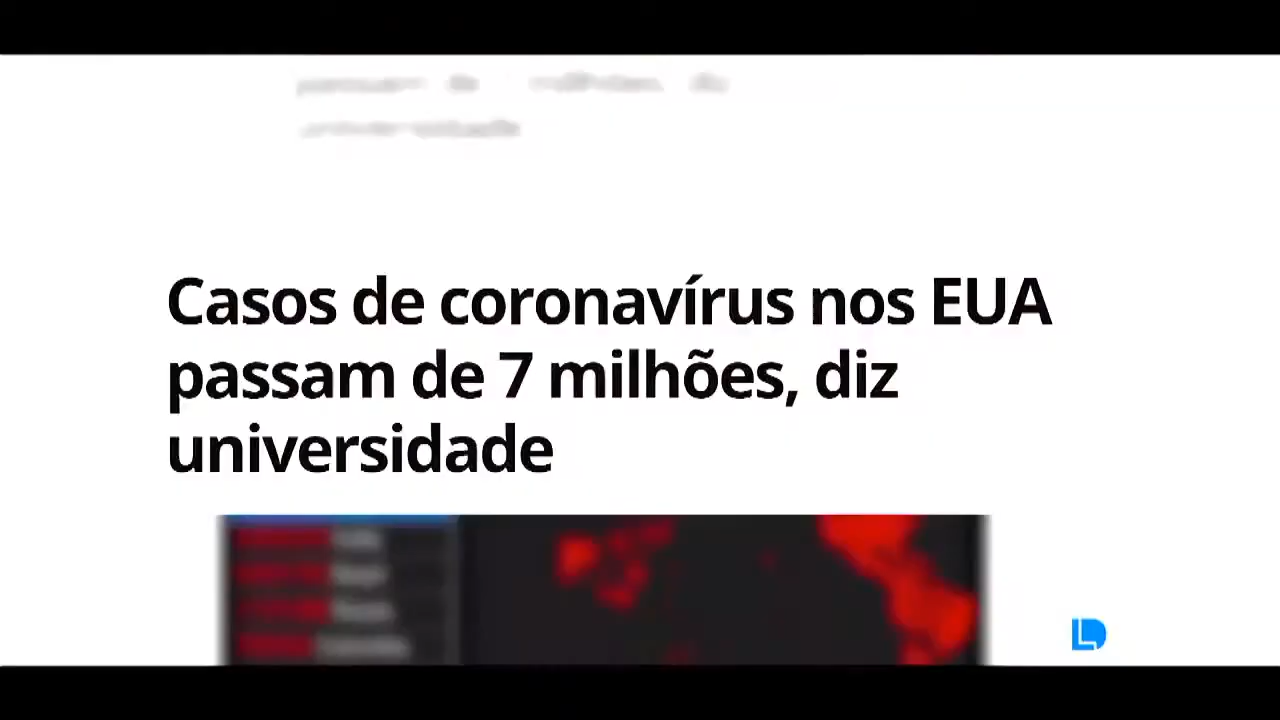 Casos de coronavírus nos EUA
passam de 7 milhões, diz
universidade